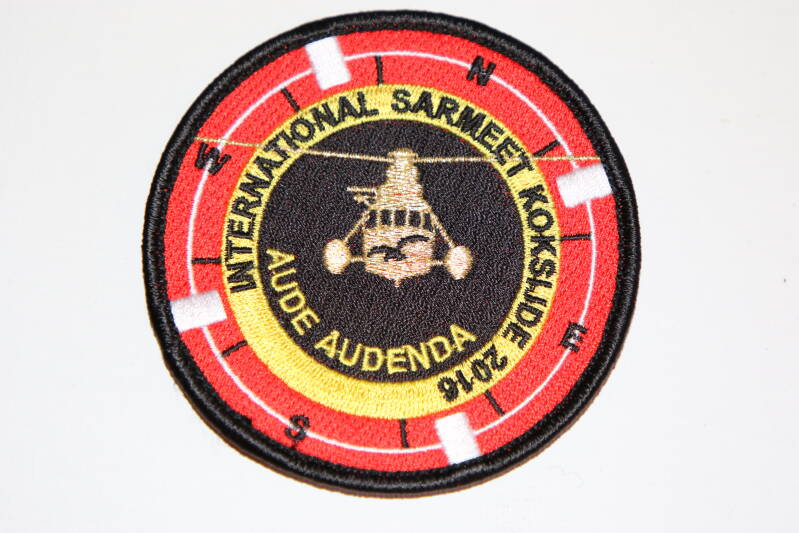 N
INTERNATIONAL SARMEET KOKSIJDE 2016
W
AUDE AUDENDA
E
S